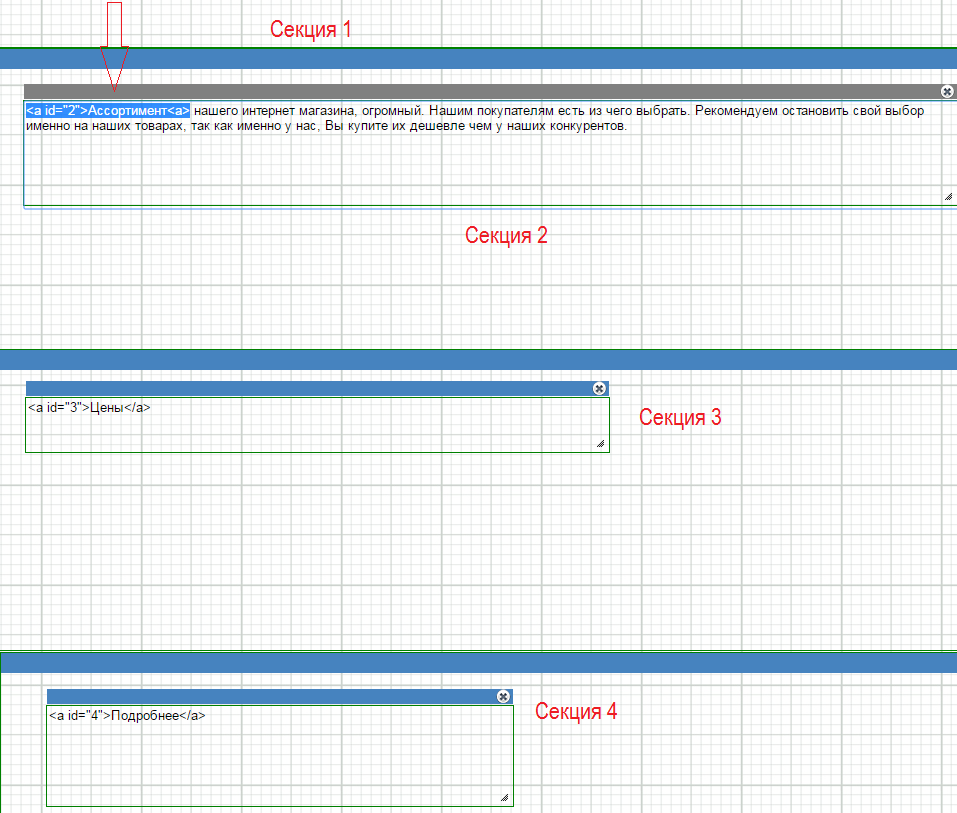 Секция 1
<a id="2">Ассортимент<a> нашего интернет магазина, огромный. Нашим покупателям есть из чего выбрать. Рекомендуем остановить свой выбор
именно на наших товарах, так как именно у нас, Вы купите их дешевле чем у наших конкурентов.
Секция 2
<a id="3">Цены</a>
Секция 3
<a id="4">Подробнее</a>
Секция 4